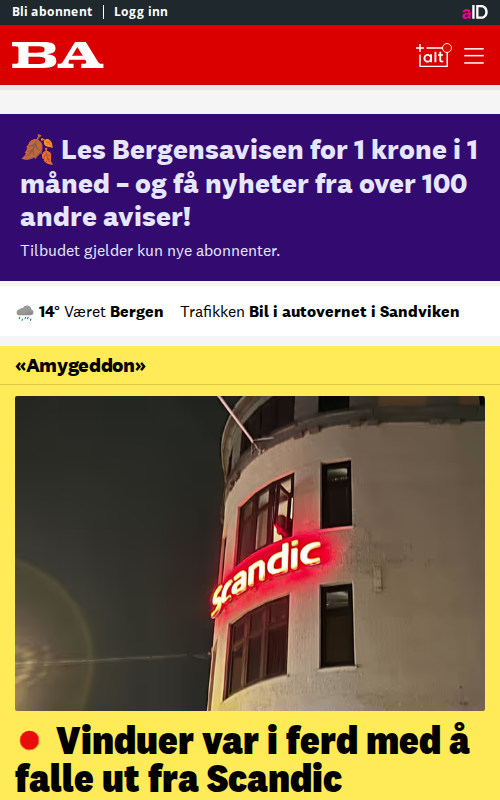 Bli abonnent | Logg inn
aID
BA
+alt
Les Bergensavisen for 1 krone i 1
måned – og få nyheter fra over 100
andre aviser!
Tilbudet gjelder kun nye abonnenter.
14° Været Bergen Trafikken Bil i autovernet i Sandviken
«Amygeddon»
Scandic
Vinduer var i ferd med å
falle ut fra Scandic